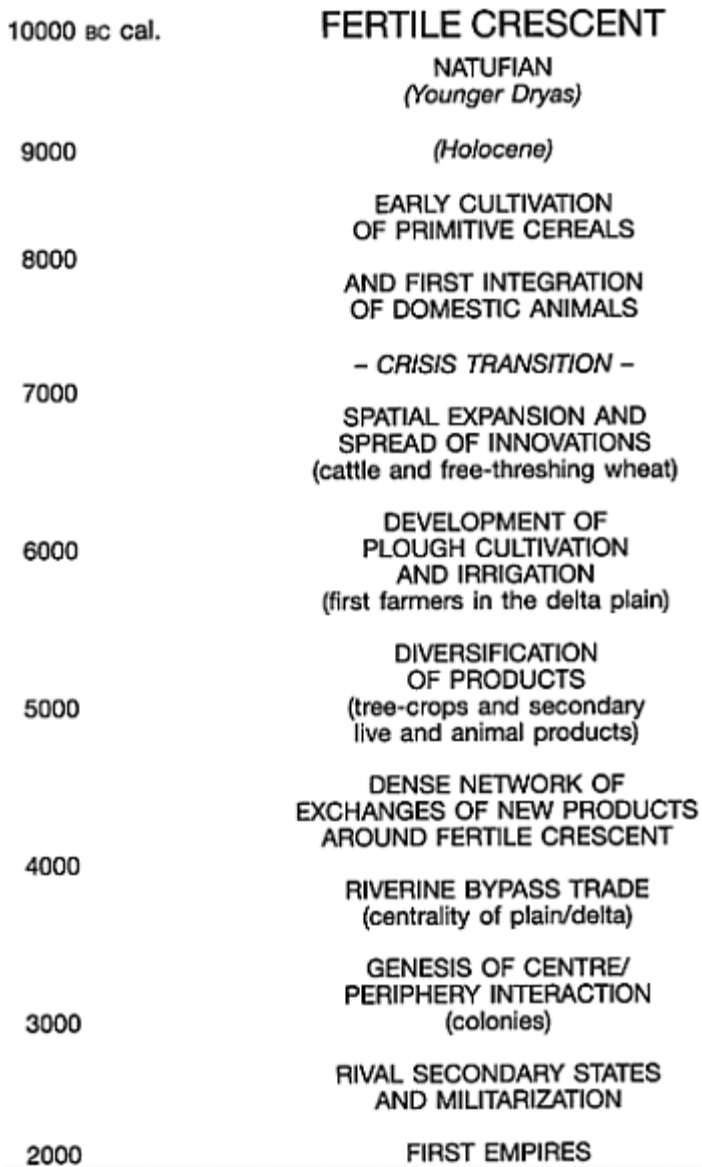 10000 BC cal.
FERTILE CRESCENT
NATUFIAN
(Younger Dryas)
9000
(Holocene)
EARLY CULTIVATION
OF PRIMITIVE CEREALS
8000
AND FIRST INTEGRATION
OF DOMESTIC ANIMALS
– CRISIS TRANSITION –
7000
SPATIAL EXPANSION AND
SPREAD OF INNOVATIONS
(cattle and free-threshing wheat)
DEVELOPMENT OF
6000
PLOUGH CULTIVATION
AND IRRIGATION
(first farmers in the delta plain)
DIVERSIFICATION
OF PRODUCTS
5000
(tree-crops and secondary
live and animal products)
DENSE NETWORK OF
EXCHANGES OF NEW PRODUCTS
AROUND FERTILE CRESCENT
4000
RIVERINE BYPASS TRADE
(centrality of plain/delta)
GENESIS OF CENTRE/
PERIPHERY INTERACTION
3000
(colonies)
RIVAL SECONDARY STATES
AND MILITARIZATION
2000
FIRST EMPIRES